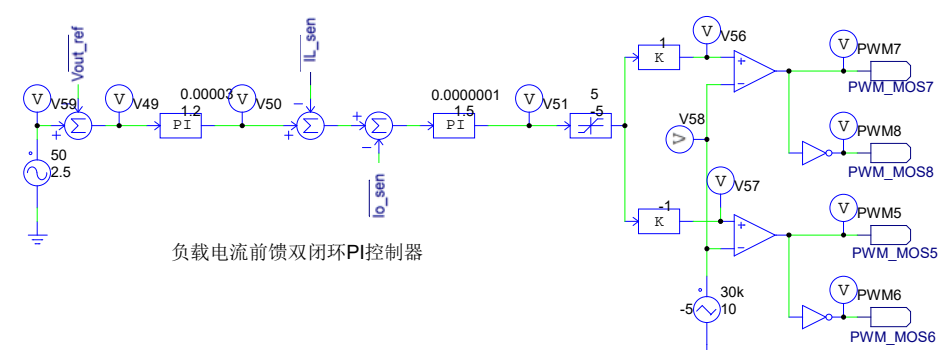 Vout_ref
IL_sen
V59
V49
0.00003
1.2
PI
V50
0.0000001
1.5
PI
V51
5
-5
1
K
V56
PWM7
PWM_MOS7
V58
PWM8
PWM_MOS8
50
2.5
Io_sen
-1
K
V57
PWM5
PWM_MOS5
负载电流前馈双闭环PI控制器
30k
-5
10
PWM6
PWM_MOS6
V
V
V
V
V
V
V
V
V
V
V